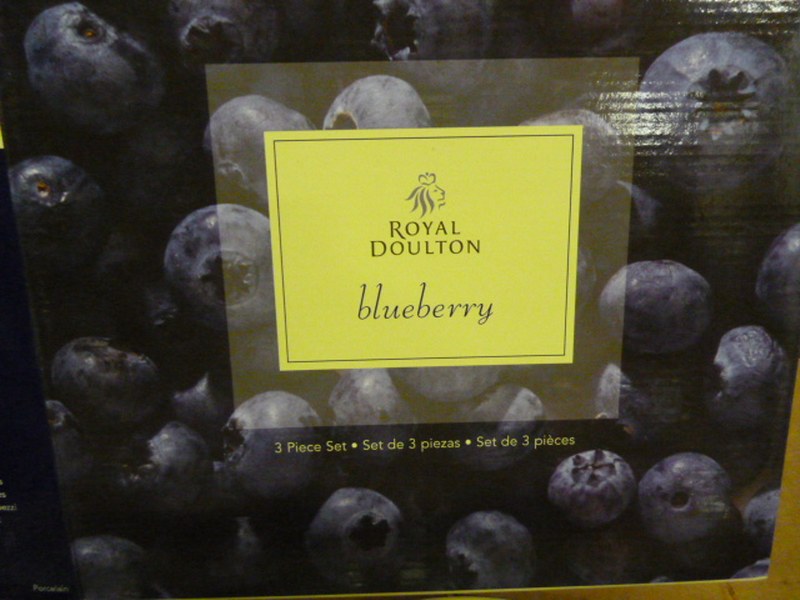 ROYAL
DOULTON
blueberry
3 Piece Set • Set de 3 piezas • Set de 3 pièces
Porcelain